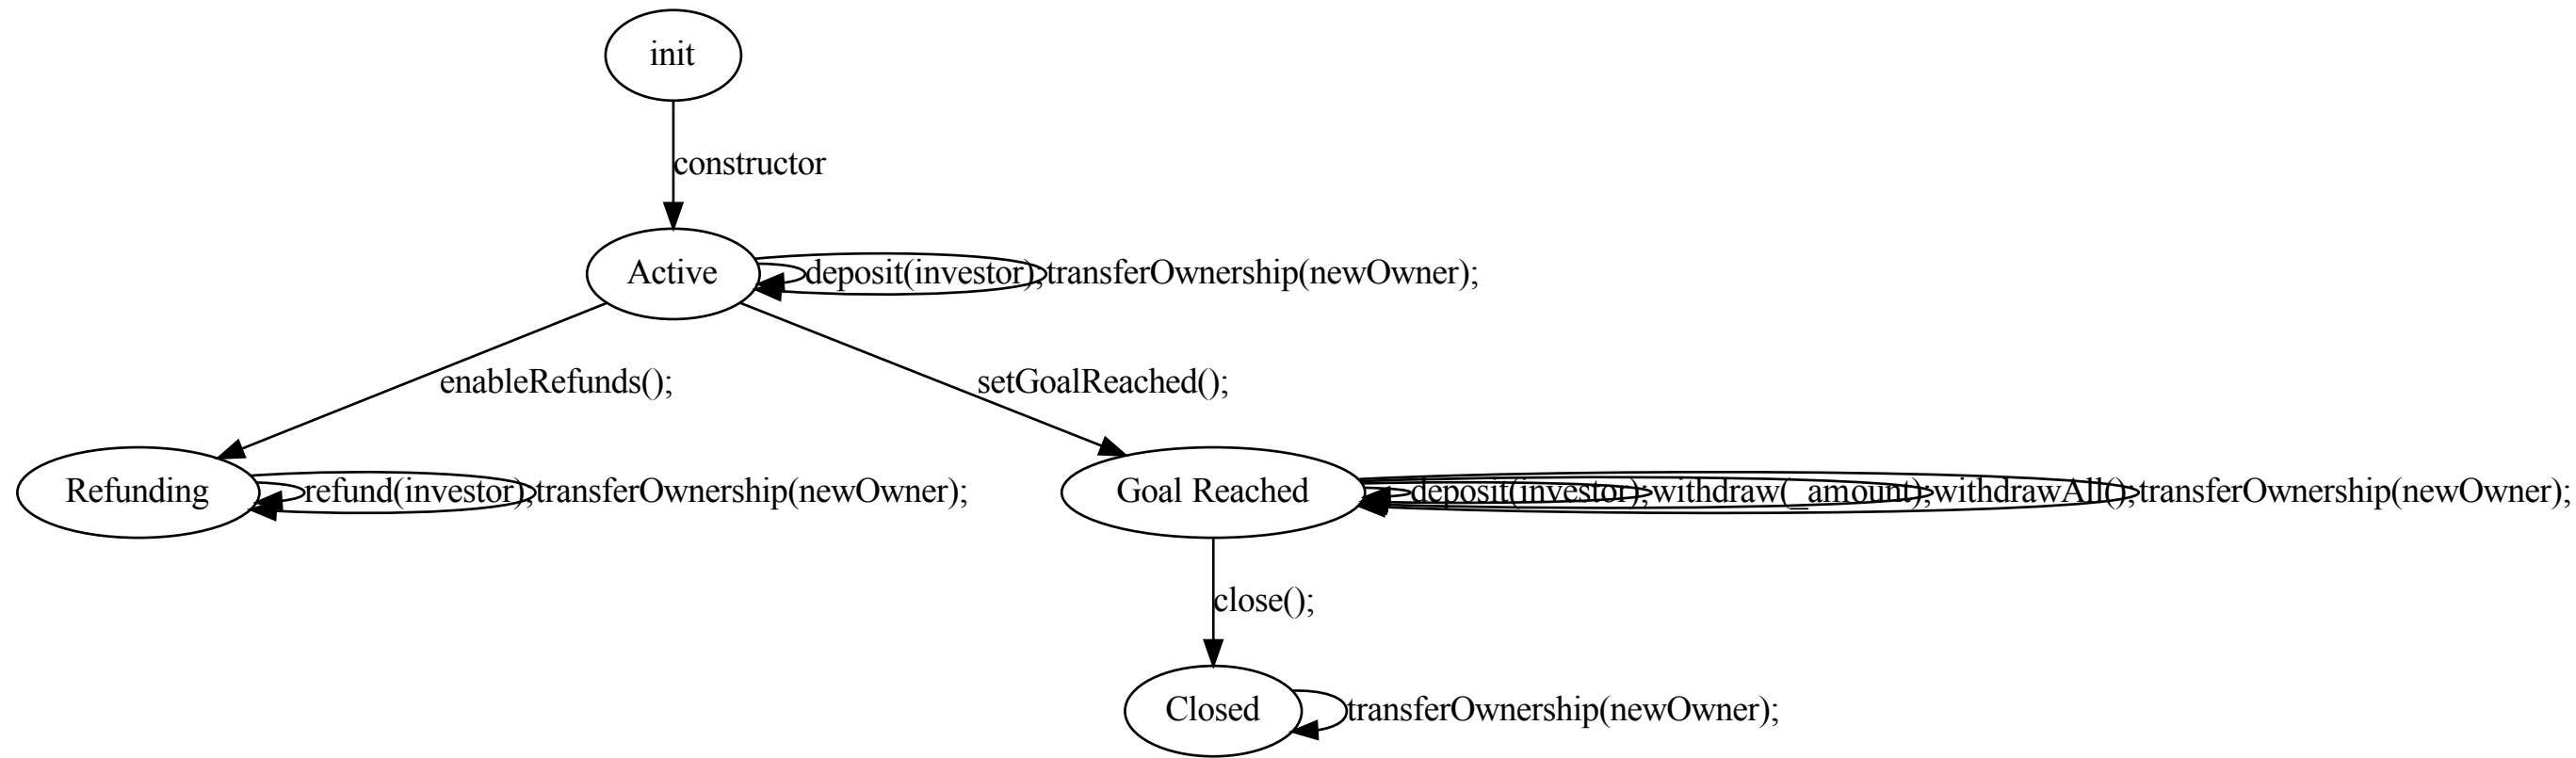 init
constructor
Active
deposit(investor);
transferOwnership(newOwner);
enableRefunds();
setGoalReached();
Refunding
refund(investor);
transferOwnership(newOwner);
Goal Reached
deposit(investor);
withdraw(_amount);
withdrawAll();
transferOwnership(newOwner);
close();
Closed
transferOwnership(newOwner);